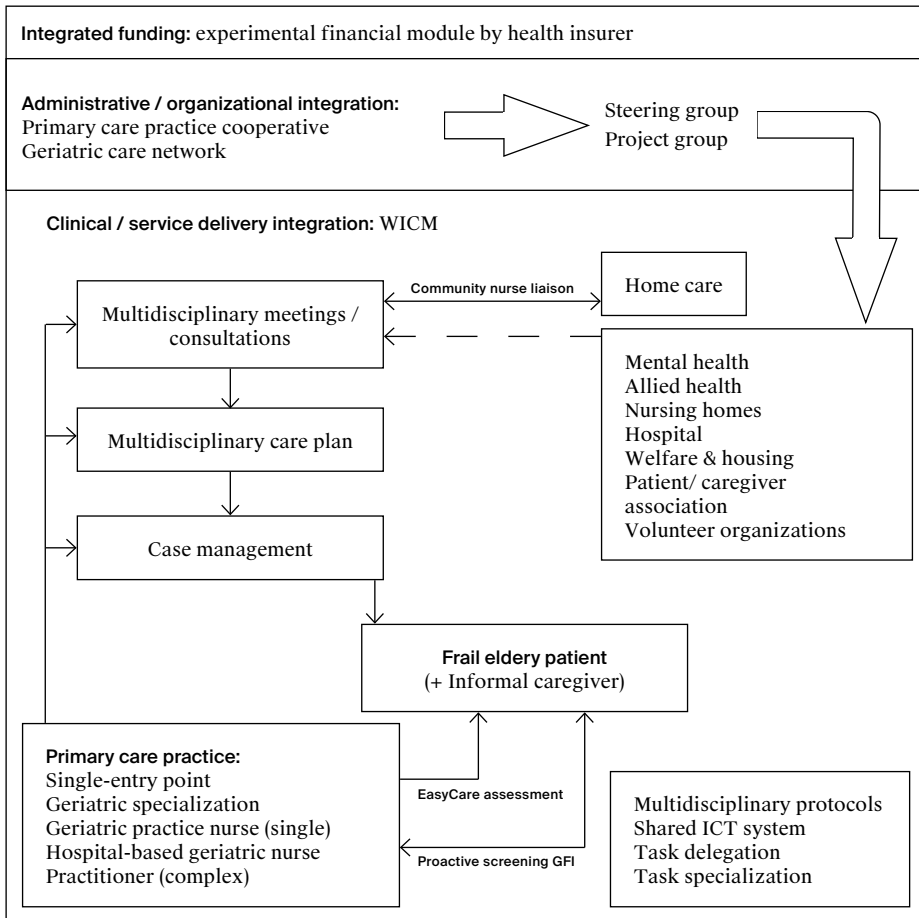 Integrated funding: experimental financial module by health insurer
Administrative / organizational integration:
Primary care practice cooperative
Geriatric care network
Steering group
Project group
Clinical / service delivery integration: WICM
Multidisciplinary meetings /
consultations
Community nurse liaison
Home care
Mental health
Allied health
Nursing homes
Hospital
Welfare & housing
Patient/ caregiver
association
Volunteer organizations
Multidisciplinary care plan
Case management
Frail eldery patient
(+ Informal caregiver)
Primary care practice:
Single-entry point
Geriatric specialization
Geriatric practice nurse (single)
Hospital-based geriatric nurse
Practitioner (complex)
EasyCare assessment
Proactive screening GFI
Multidisciplinary protocols
Shared ICT system
Task delegation
Task specialization